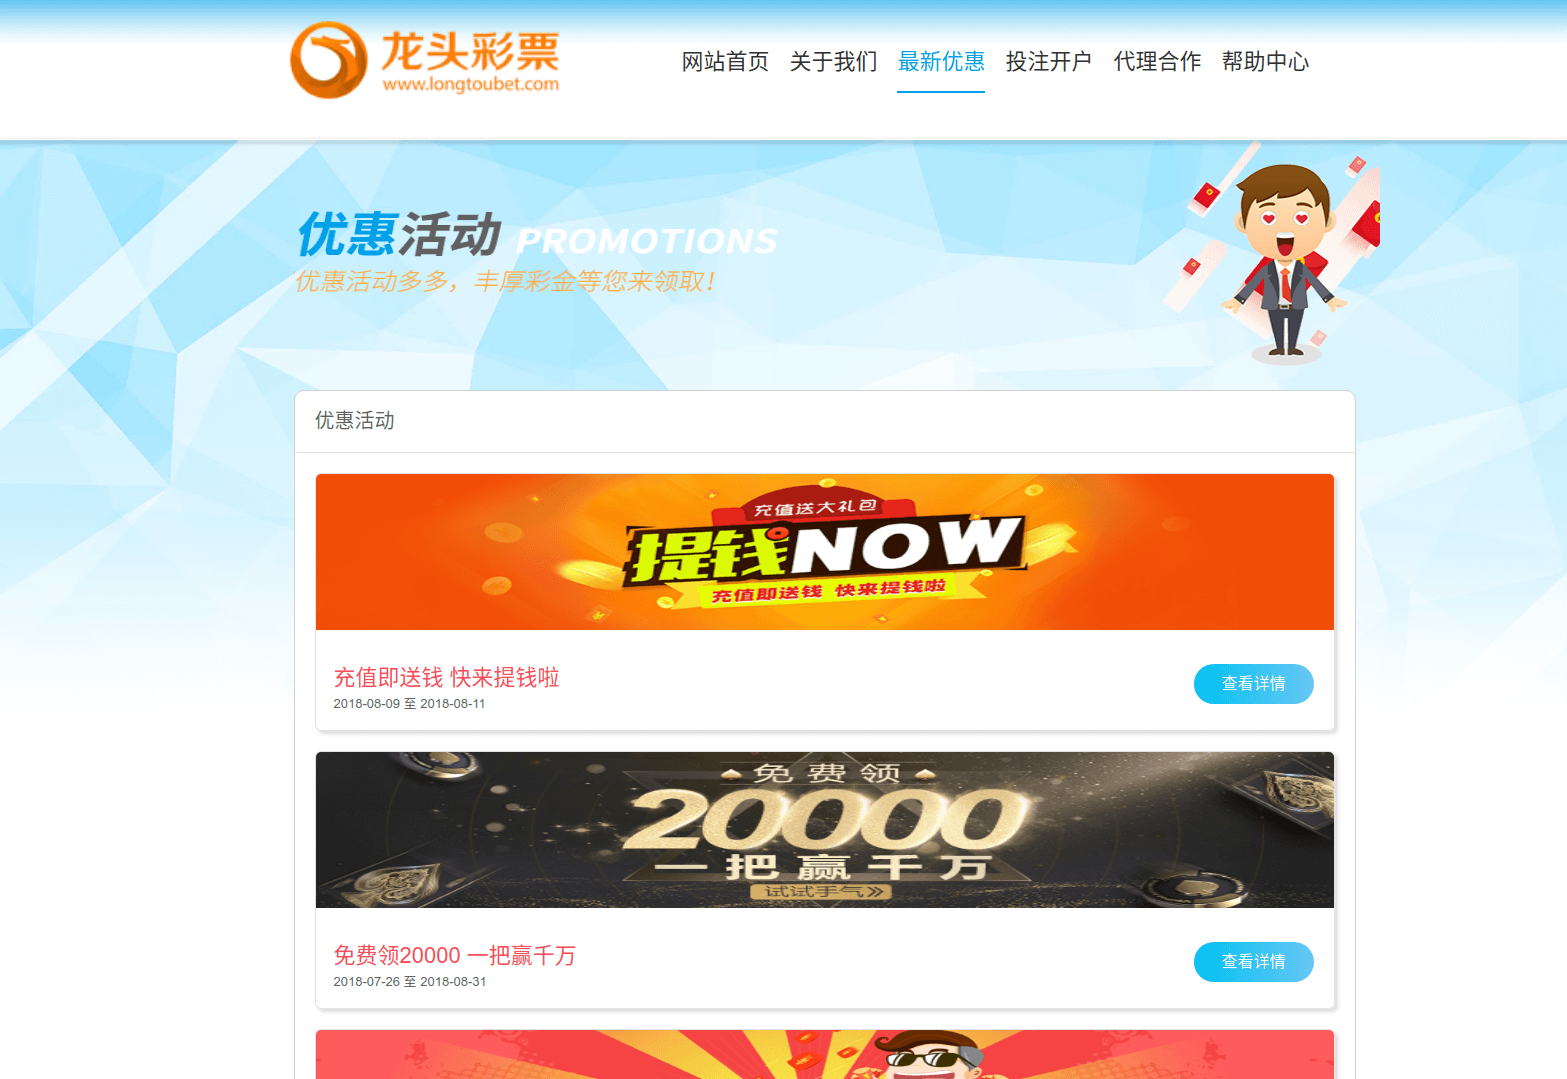 龙头彩票
www.longtoubet.com
网站首页 关于我们 最新优惠 投注开户 代理合作 帮助中心
优惠活动 PROMOTIONS
优惠活动多多，丰厚彩金等您来领取！
优惠活动
充值送大礼包
提钱NOW
充值即送钱 快来提钱啦
充值即送钱 快来提钱啦
2018-08-09 至 2018-08-11
查看详情
免费领
20000
一把赢千万
试试手气
免费领20000 一把赢千万
2018-07-26 至 2018-08-31
查看详情